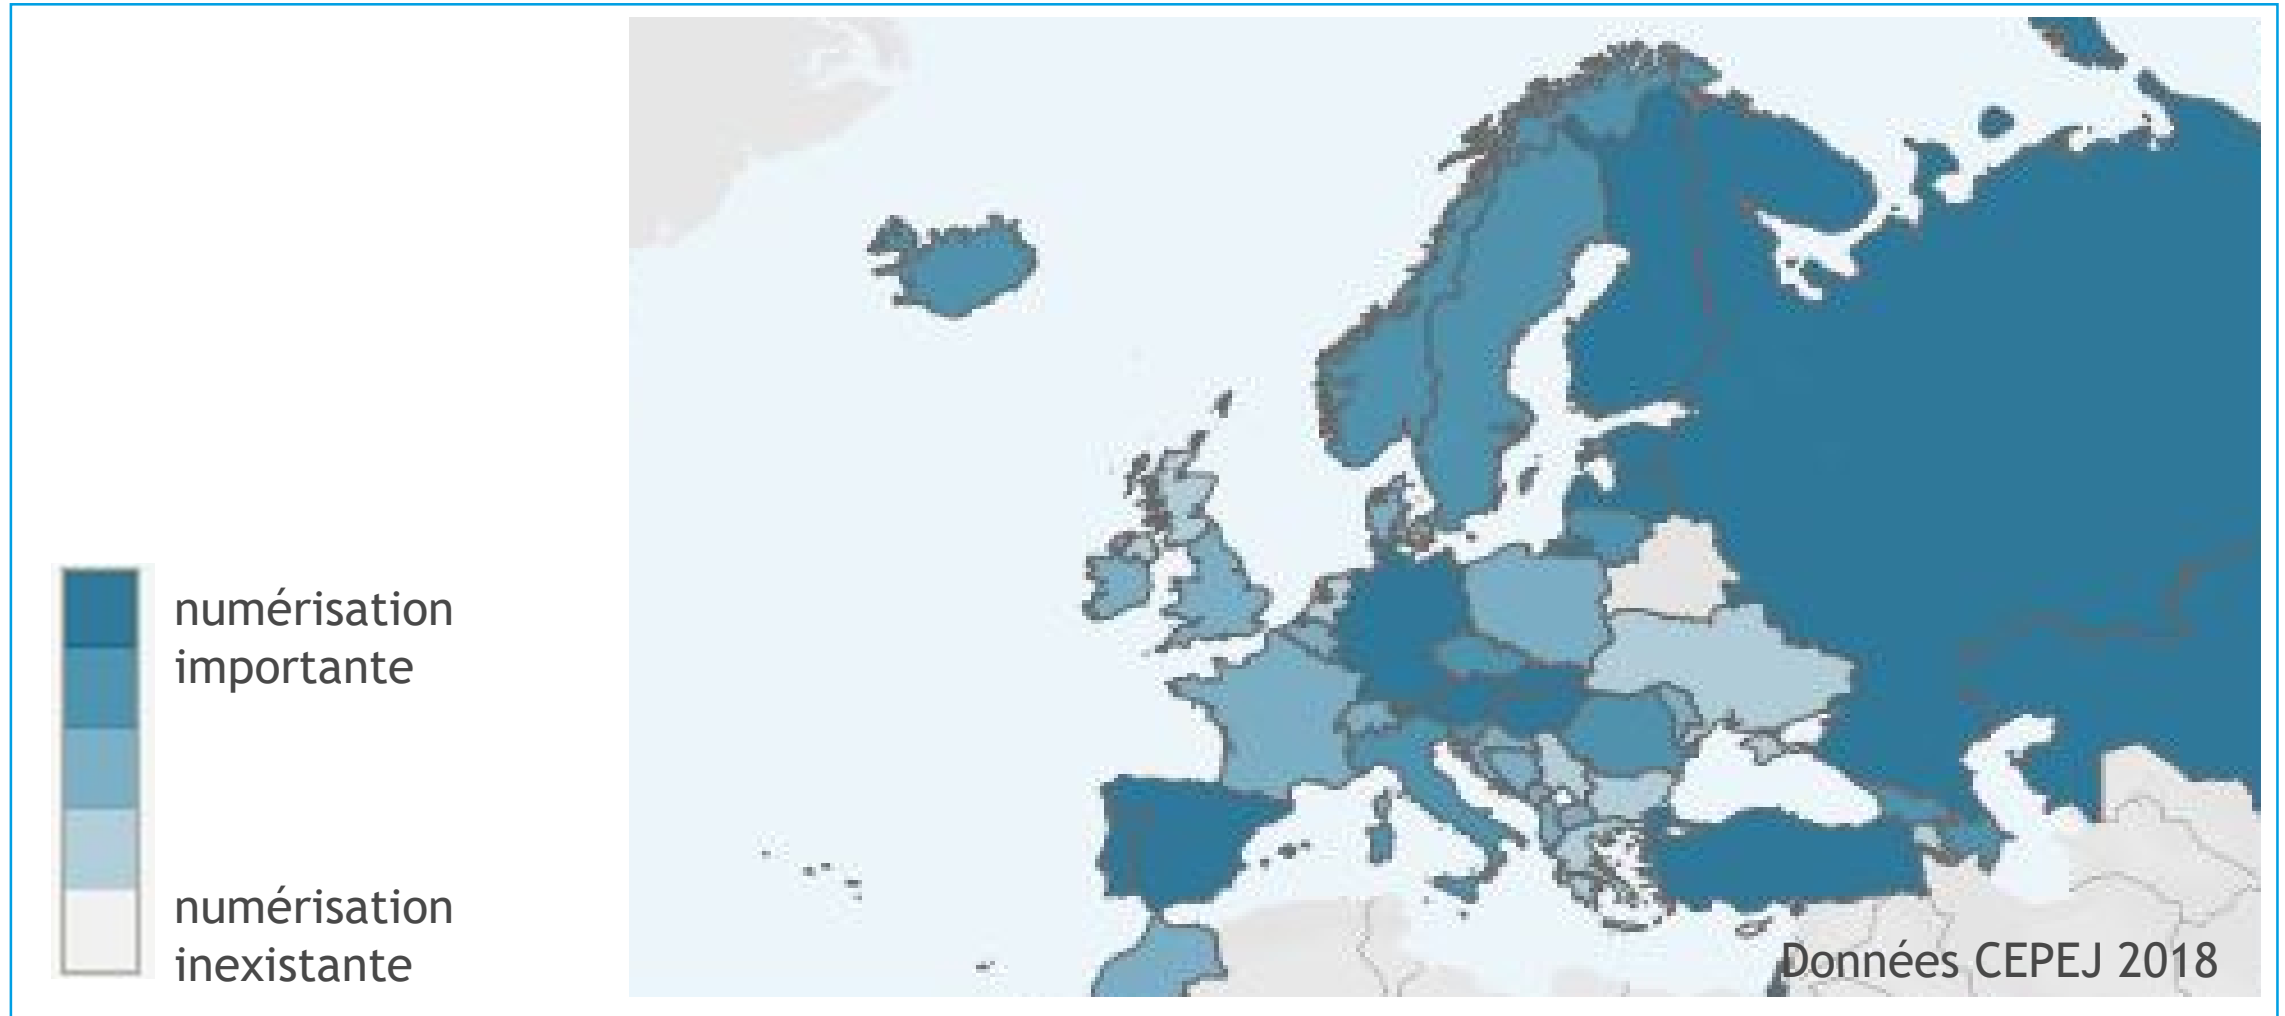 numérisation
importante
numérisation
inexistante
Données CEPEJ 2018